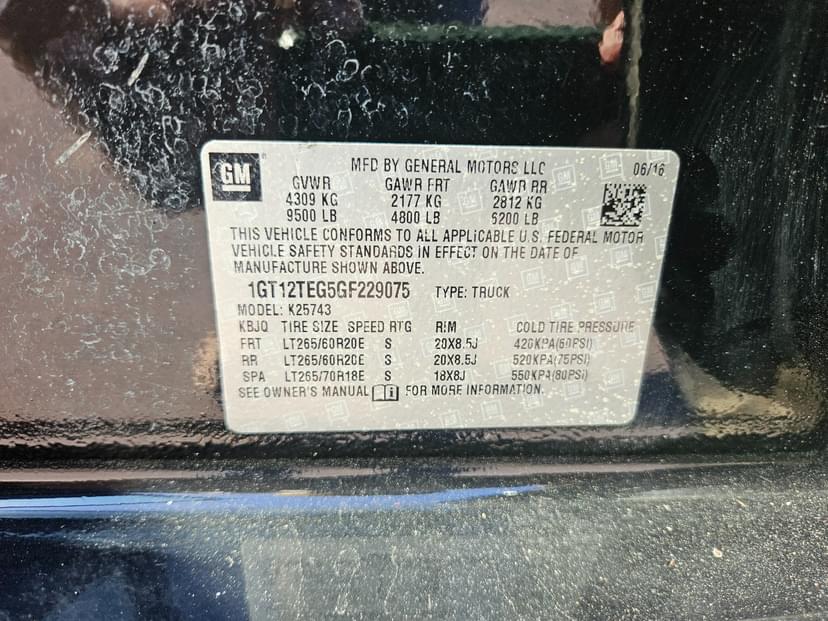 GM
MFD BY GENERAL MOTORS LLC 06/16
GVWR GAWR FRT GAWR RR
4309 KG 2177 KG 2812 KG
9500 LB 4800 LB 6200 LB
THIS VEHICLE CONFORMS TO ALL APPLICABLE U.S. FEDERAL MOTOR
VEHICLE SAFETY STANDARDS IN EFFECT ON THE DATE OF
MANUFACTURE SHOWN ABOVE.
1GT12TEG5GF229075 TYPE: TRUCK
MODEL: K25743
KBJQ TIRE SIZE SPEED RTG RIM COLD TIRE PRESSURE
FRT LT265/60R20E S 20X8.5J 420KPA(60PSI)
RR LT265/60R20E S 20X8.5J 520KPA(75PSI)
SPA LT265/70R18E S 18X8J 550KPA(80PSI)
SEE OWNER'S MANUAL FOR MORE INFORMATION.